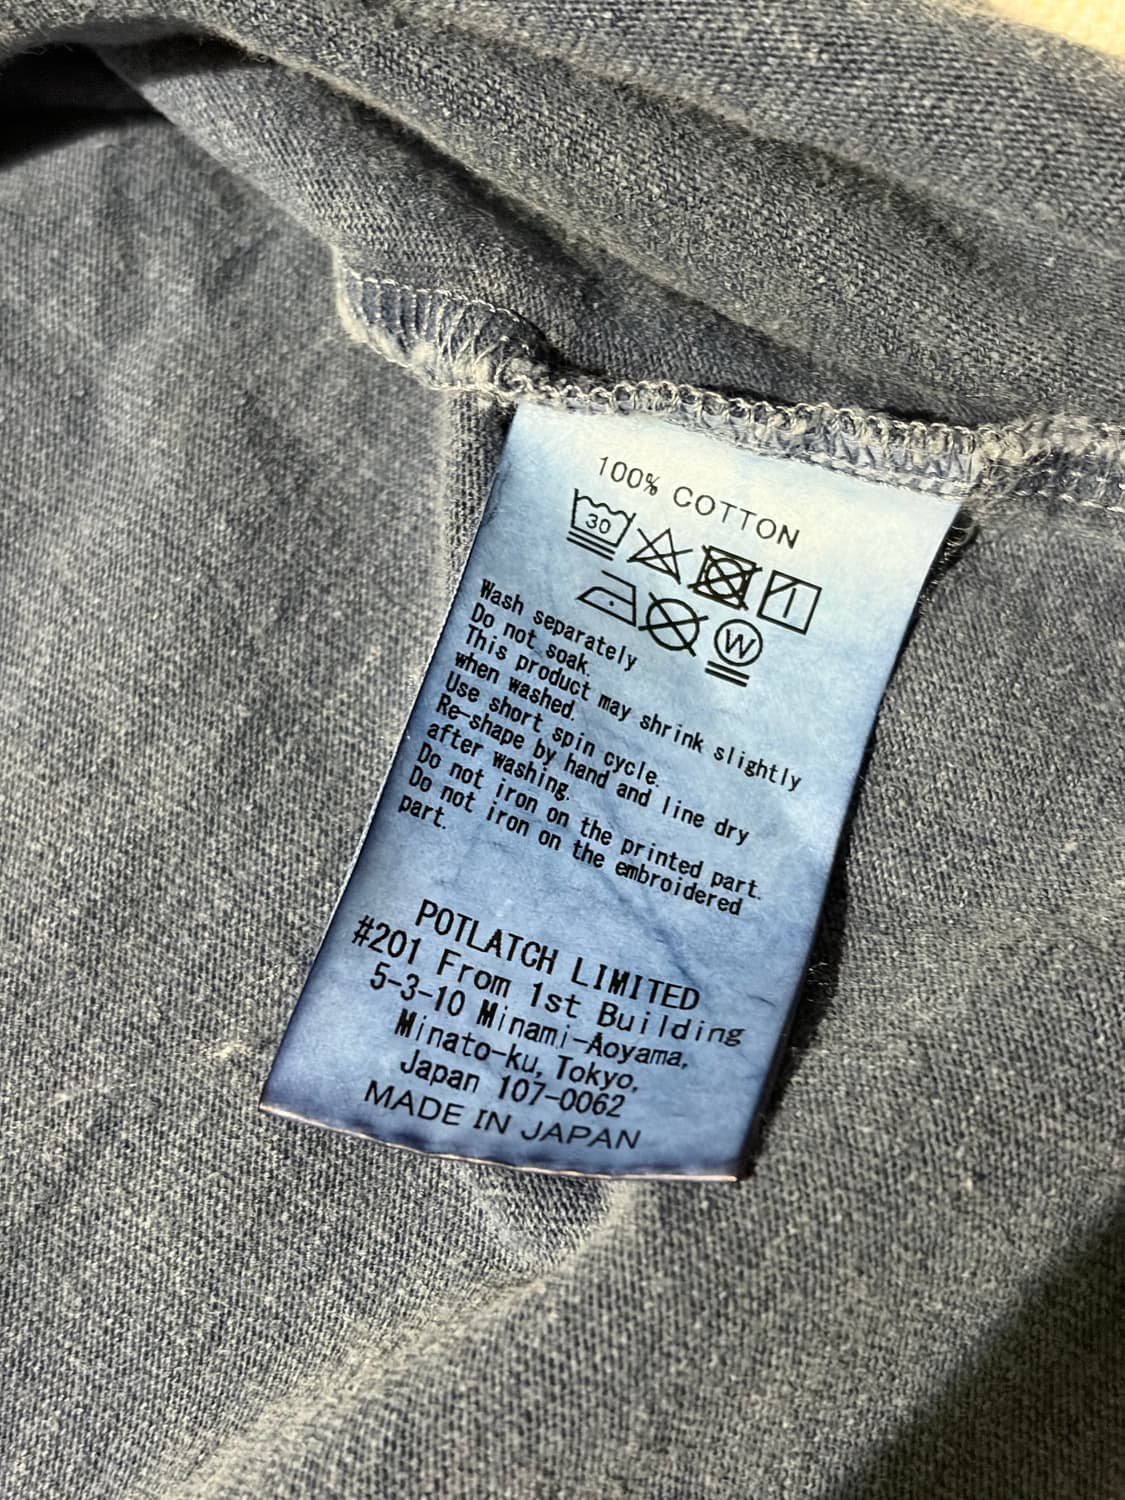 100% COTTON
30
W
Wash separately
Do not soak.
This product may shrink slightly
when washed.
Use short spin cycle.
Re-shape by hand and line dry
after washing.
Do not iron on the printed part.
Do not iron on the embroidered
part.
POTLATCH LIMITED
#201 From 1st Building
5-3-10 Minami-Aoyama,
Minato-ku, Tokyo,
Japan 107-0062
MADE IN JAPAN